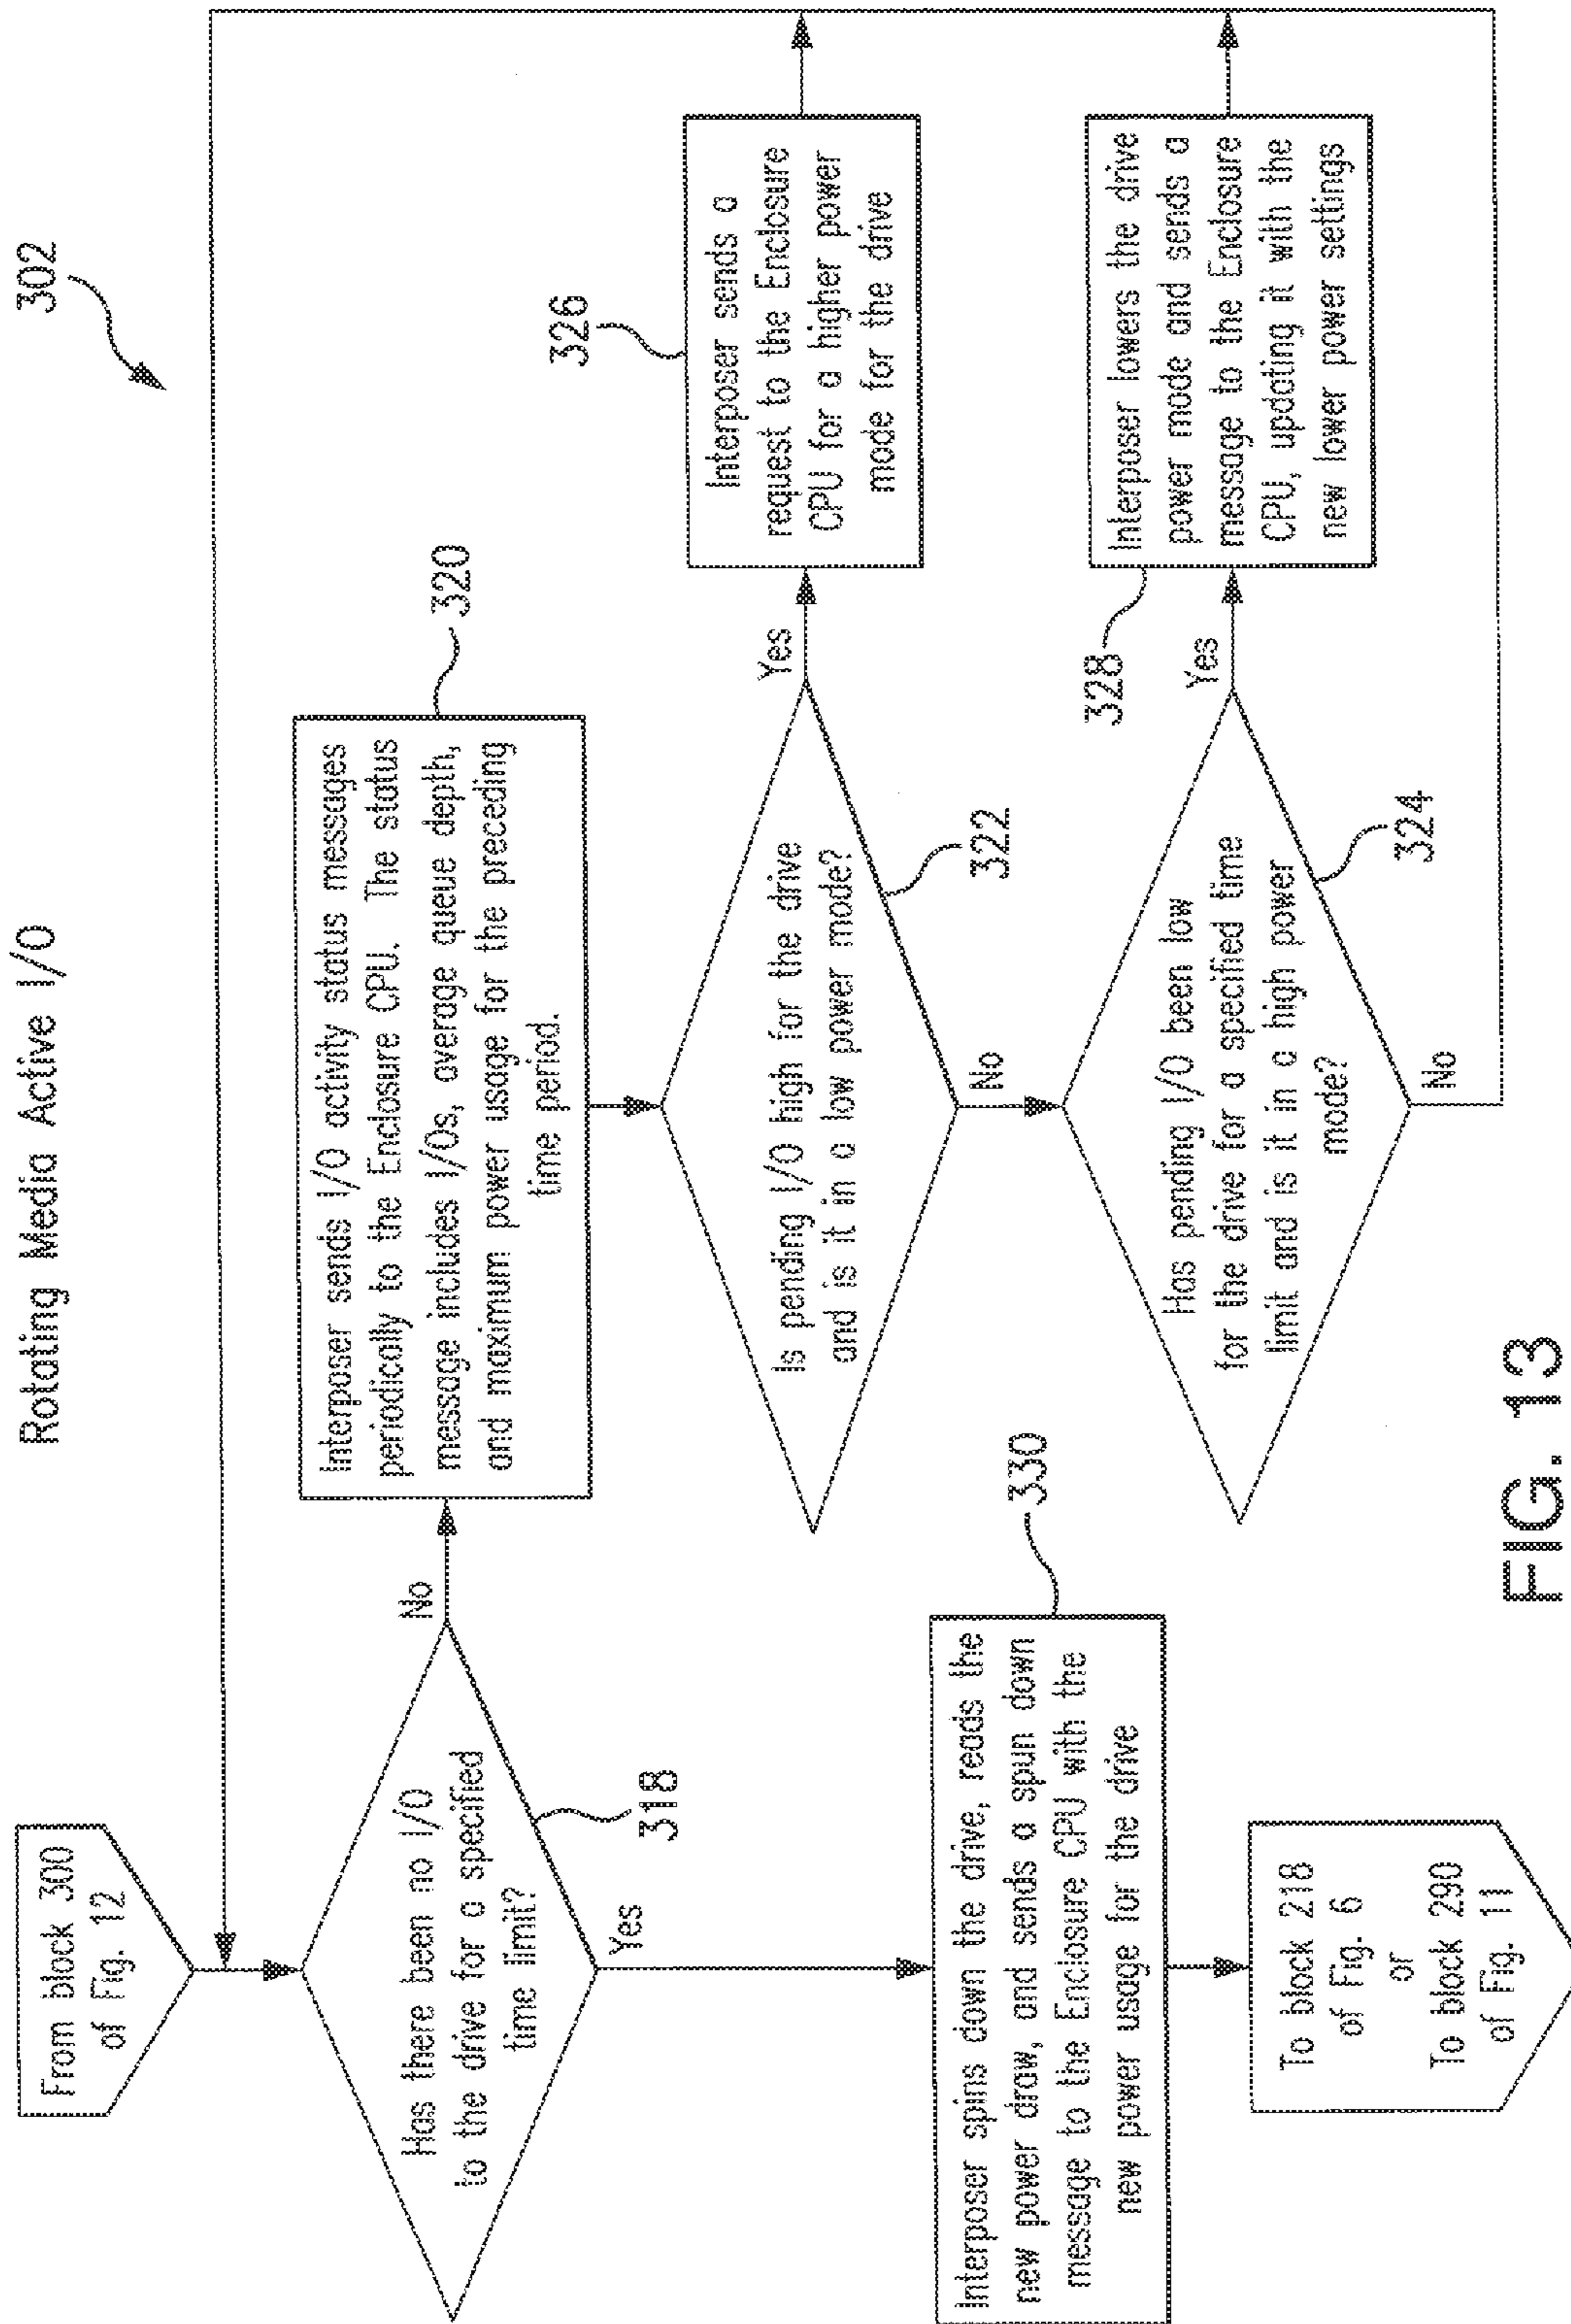 Rotating Media Active I/O
302
From block 300
of Fig. 12
Has there been no I/O
to the drive for a specified
time limit?
318
No
Yes
Interposer sends I/O activity status messages
periodically to the Enclosure CPU. The status
message includes I/Os, average queue depth,
and maximum power usage for the preceding
time period.
320
Is pending I/O high for the drive
and is it in a low power mode?
322
Yes
No
Interposer sends a
request to the Enclosure
CPU for a higher power
mode for the drive
326
Has pending I/O been low
for the drive for a specified time
limit and is it in a high power
mode?
324
Yes
No
Interposer lowers the drive
power mode and sends a
message to the Enclosure
CPU, updating it with the
new lower power settings
328
Interposer spins down the drive, reads the
new power draw, and sends a spun down
message to the Enclosure CPU with the
new power usage for the drive
330
To block 218
of Fig. 6
or
To block 290
of Fig. 11
FIG. 13